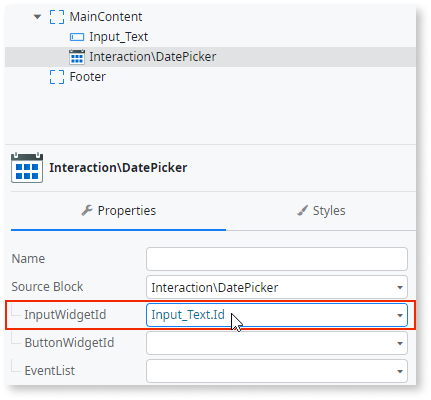 MainContent
Input_Text
Interaction\DatePicker
Footer
Interaction\DatePicker
Properties Styles
Name
Source Block Interaction\DatePicker
InputWidgetId Input_Text.Id
ButtonWidgetId
EventList